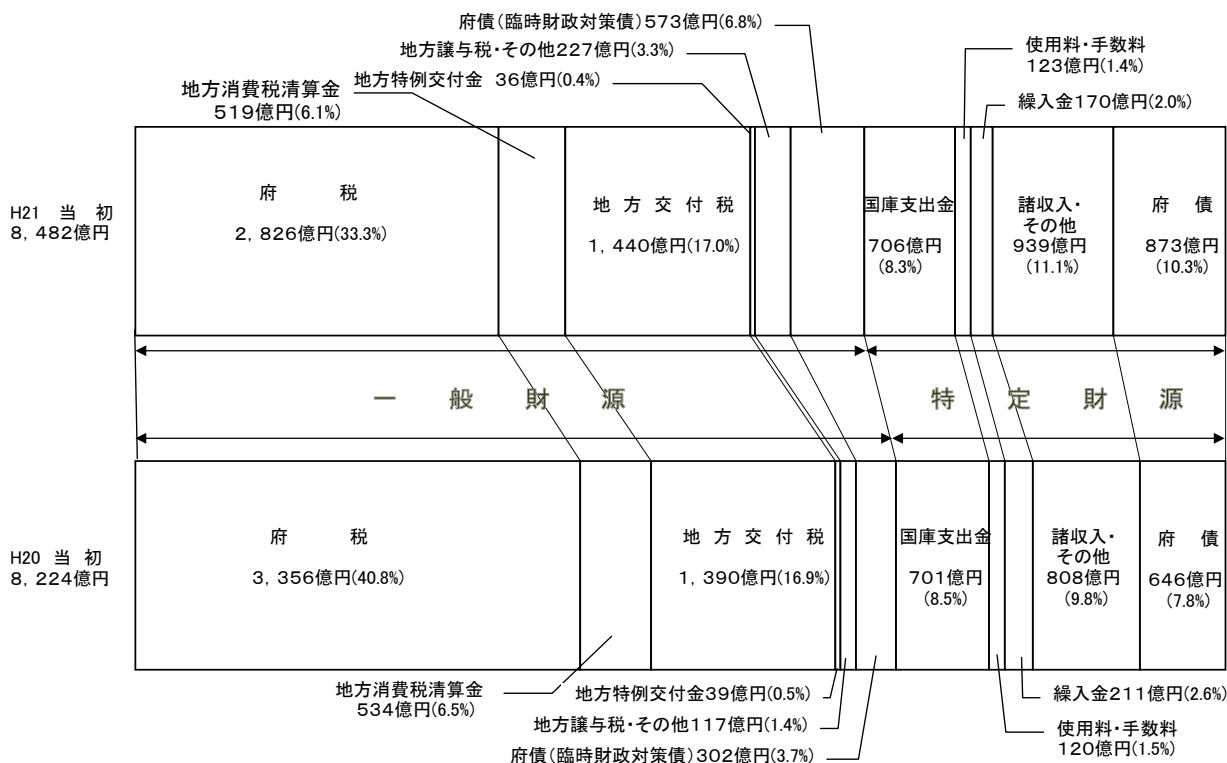 府債(臨時財政対策債)573億円(6.8%)
地方譲与税・その他227億円(3.3%)
地方特例交付金 36億円(0.4%)
地方消費税清算金
519億円(6.1%)
使用料・手数料
123億円(1.4%)
繰入金170億円(2.0%)
H21 当 初
8,482億円
府 税
2,826億円(33.3%)
地 方 交 付 税
1,440億円(17.0%)
国庫支出金
706億円
(8.3%)
諸収入・
その他
939億円
(11.1%)
府 債
873億円
(10.3%)
一 般 財 源
特 定 財 源
H20 当 初
8,224億円
府 税
3,356億円(40.8%)
地 方 交 付 税
1,390億円(16.9%)
国庫支出金
701億円
(8.5%)
諸収入・
その他
808億円
(9.8%)
府 債
646億円
(7.8%)
地方消費税清算金
534億円(6.5%)
地方特例交付金39億円(0.5%)
地方譲与税・その他117億円(1.4%)
府債(臨時財政対策債)302億円(3.7%)
繰入金211億円(2.6%)
使用料・手数料
120億円(1.5%)